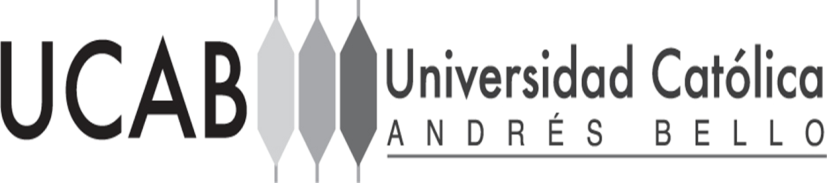 UCAB
Universidad Católica
ANDRÉS BELLO